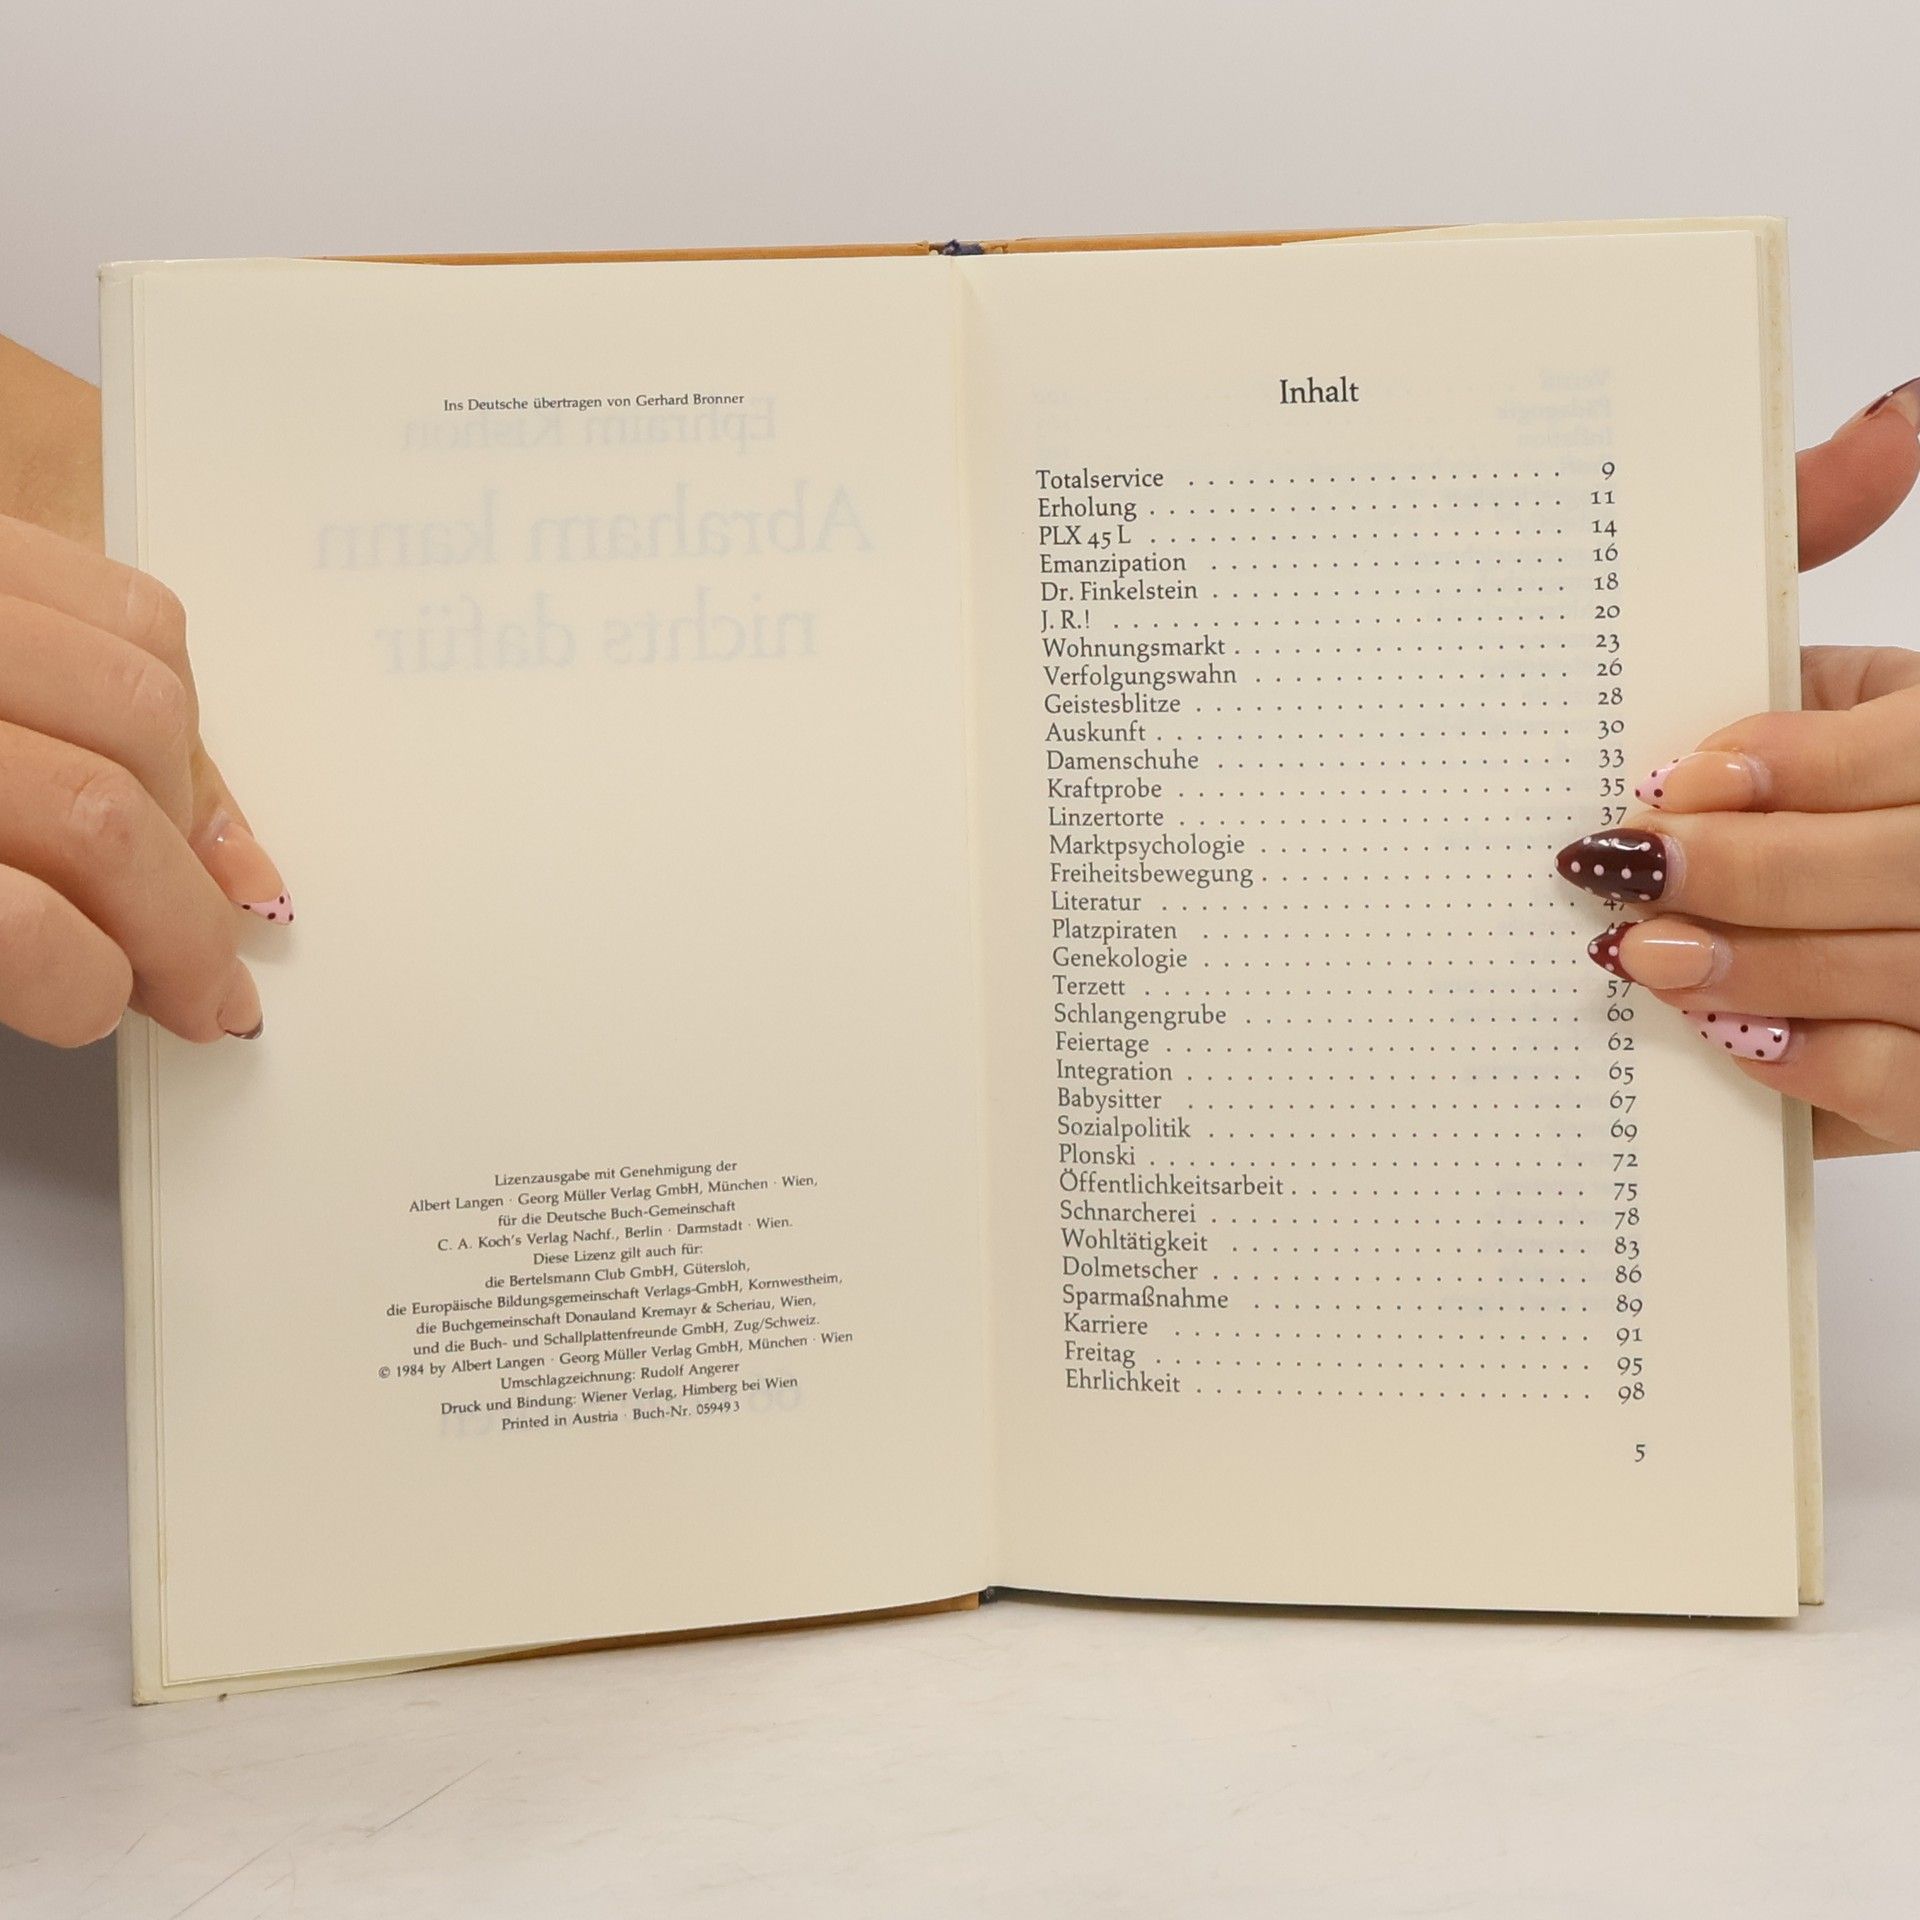 Ins Deutsche übertragen von Gerhard Bronner
Ephraim Kishon
Abraham kann
nichts dafür
Lizenzausgabe mit Genehmigung der
Albert Langen · Georg Müller Verlag GmbH, München · Wien,
für die Deutsche Buch-Gemeinschaft
C. A. Koch's Verlag Nachf., Berlin · Darmstadt · Wien.
Diese Lizenz gilt auch für:
die Bertelsmann Club GmbH, Gütersloh,
die Europäische Bildungsgemeinschaft Verlags-GmbH, Kornwestheim,
die Buchgemeinschaft Donauland Kremayr & Scheriau, Wien,
und die Buch- und Schallplattenfreunde GmbH, Zug/Schweiz.
© 1984 by Albert Langen · Georg Müller Verlag GmbH, München · Wien
Umschlagzeichnung: Rudolf Angerer
Druck und Bindung: Wiener Verlag, Himberg bei Wien
Printed in Austria · Buch-Nr. 05949 3
Inhalt
Totalservice . . . . . . . . . . . . . . . . . . . 9
Erholung . . . . . . . . . . . . . . . . . . . . . 11
PLX 45 L . . . . . . . . . . . . . . . . . . . . . 14
Emanzipation . . . . . . . . . . . . . . . . . . 16
Dr. Finkelstein . . . . . . . . . . . . . . . . . . 18
J. R.! . . . . . . . . . . . . . . . . . . . . . . . 20
Wohnungsmarkt . . . . . . . . . . . . . . . . . 23
Verfolgungswahn . . . . . . . . . . . . . . . . 26
Geistesblitze . . . . . . . . . . . . . . . . . . . 28
Auskunft . . . . . . . . . . . . . . . . . . . . . 30
Damenschuhe . . . . . . . . . . . . . . . . . . 33
Kraftprobe . . . . . . . . . . . . . . . . . . . . 35
Linzertorte . . . . . . . . . . . . . . . . . . . . 37
Marktpsychologie . . . . . . . . . . . . . . .
Freiheitsbewegung . . . . . . . . . . . . . . .
Literatur . . . . . . . . . . . . . . . . . . . . . 47
Platzpiraten . . . . . . . . . . . . . . . . . . .
Genekologie . . . . . . . . . . . . . . . . . . .
Terzett . . . . . . . . . . . . . . . . . . . . . . 57
Schlangengrube . . . . . . . . . . . . . . . . . 60
Feiertage . . . . . . . . . . . . . . . . . . . . . 62
Integration . . . . . . . . . . . . . . . . . . . . 65
Babysitter . . . . . . . . . . . . . . . . . . . . 67
Sozialpolitik . . . . . . . . . . . . . . . . . . . 69
Plonski . . . . . . . . . . . . . . . . . . . . . . 72
Öffentlichkeitsarbeit . . . . . . . . . . . . . . . 75
Schnarcherei . . . . . . . . . . . . . . . . . . . 78
Wohltätigkeit . . . . . . . . . . . . . . . . . . 83
Dolmetscher . . . . . . . . . . . . . . . . . . . 86
Sparmaßnahme . . . . . . . . . . . . . . . . . 89
Karriere . . . . . . . . . . . . . . . . . . . . . 91
Freitag . . . . . . . . . . . . . . . . . . . . . . 95
Ehrlichkeit . . . . . . . . . . . . . . . . . . . . 98
5